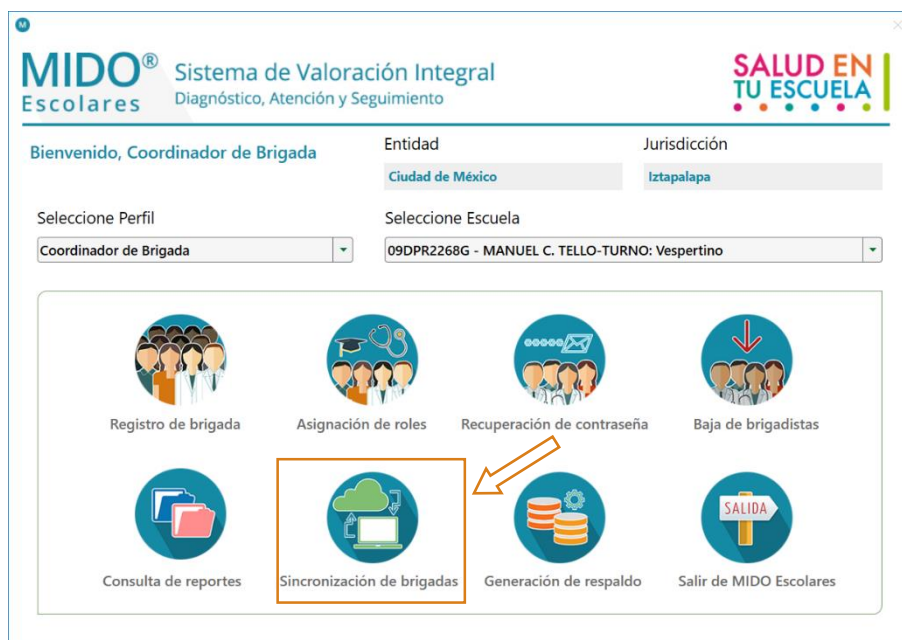 M
MIDO®
Escolares
Sistema de Valoración Integral
Diagnóstico, Atención y Seguimiento
SALUD EN
TU ESCUELA
Bienvenido, Coordinador de Brigada
Entidad
Jurisdicción
Ciudad de México
Iztapalapa
Seleccione Perfil
Seleccione Escuela
Coordinador de Brigada
09DPR2268G - MANUEL C. TELLO-TURNO: Vespertino
Registro de brigada
Asignación de roles
Recuperación de contraseña
Baja de brigadistas
SALIDA
Consulta de reportes
Sincronización de brigadas
Generación de respaldo
Salir de MIDO Escolares